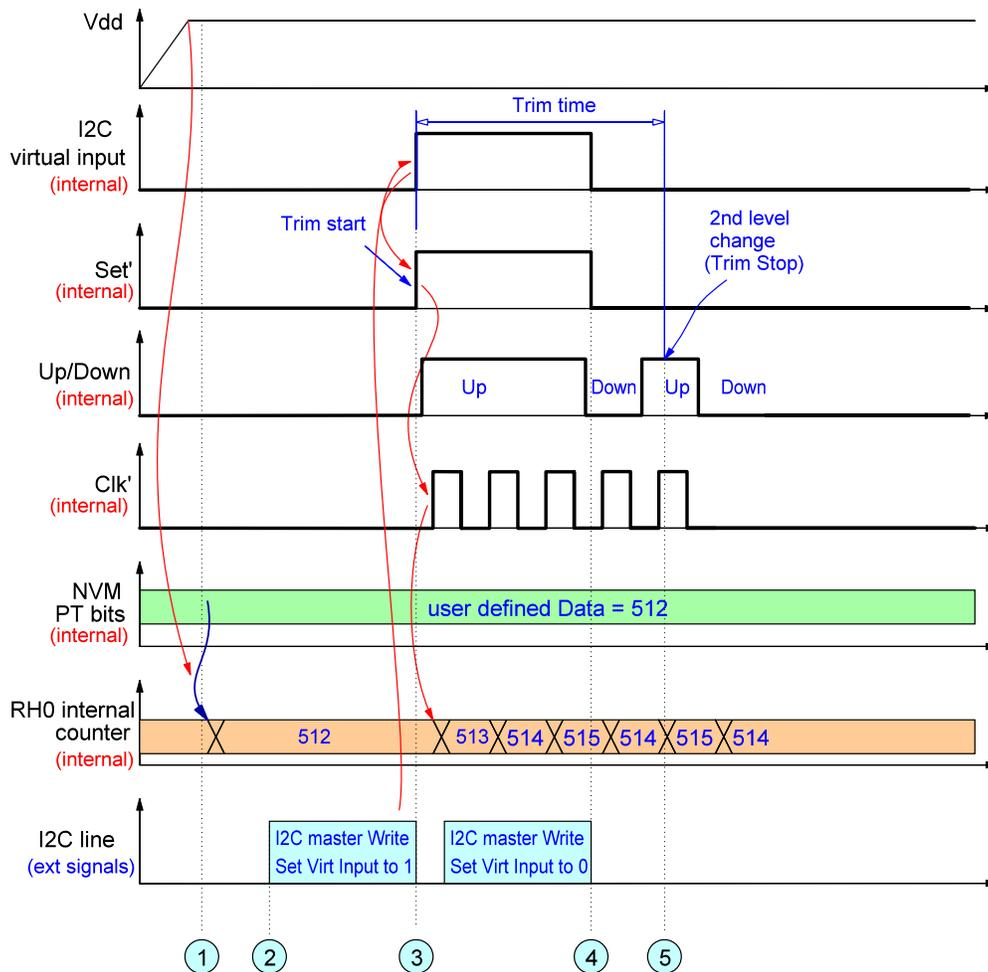 Vdd
Trim time
I2C
virtual input
(internal)
Trim start
2nd level
change
(Trim Stop)
Set'
(internal)
Up/Down
(internal)
Up
Down
Up
Down
Clk'
(internal)
NVM
PT bits
(internal)
user defined Data = 512
RH0 internal
counter
(internal)
512
513
514
515
514
515
514
I2C line
(ext signals)
I2C master Write
Set Virt Input to 1
I2C master Write
Set Virt Input to 0
1
2
3
4
5